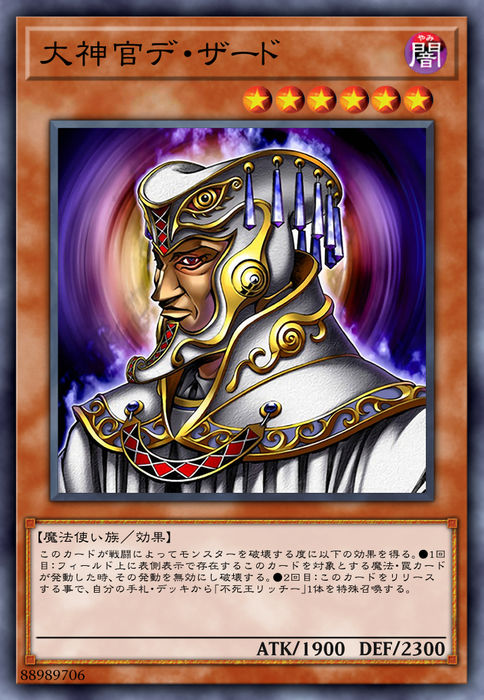 大神官デ・ザード
やみ
闇
【魔法使い族／効果】
このカードが戦闘によってモンスターを破壊する度に以下の効果を得る。●1回
目：フィールド上に表側表示で存在するこのカードを対象とする魔法・罠カード
が発動した時、その発動を無効にし破壊する。●2回目：このカードをリリース
する事で、自分の手札・デッキから「不死王リッチー」1体を特殊召喚する。
ATK/1900 DEF/2300
88989706